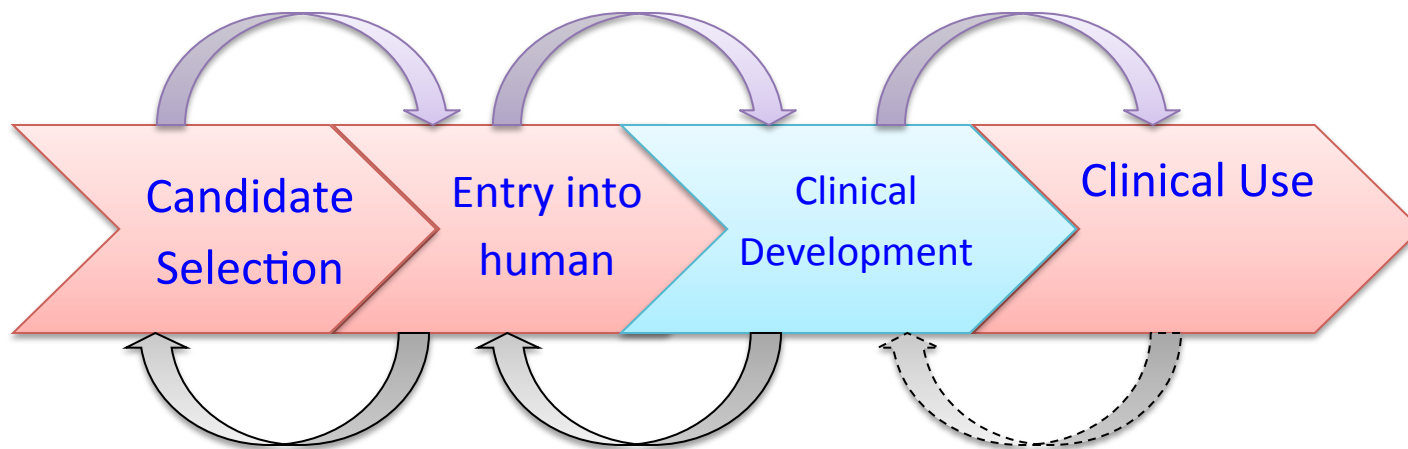 Candidate
Selection
Entry into
human
Clinical
Development
Clinical Use